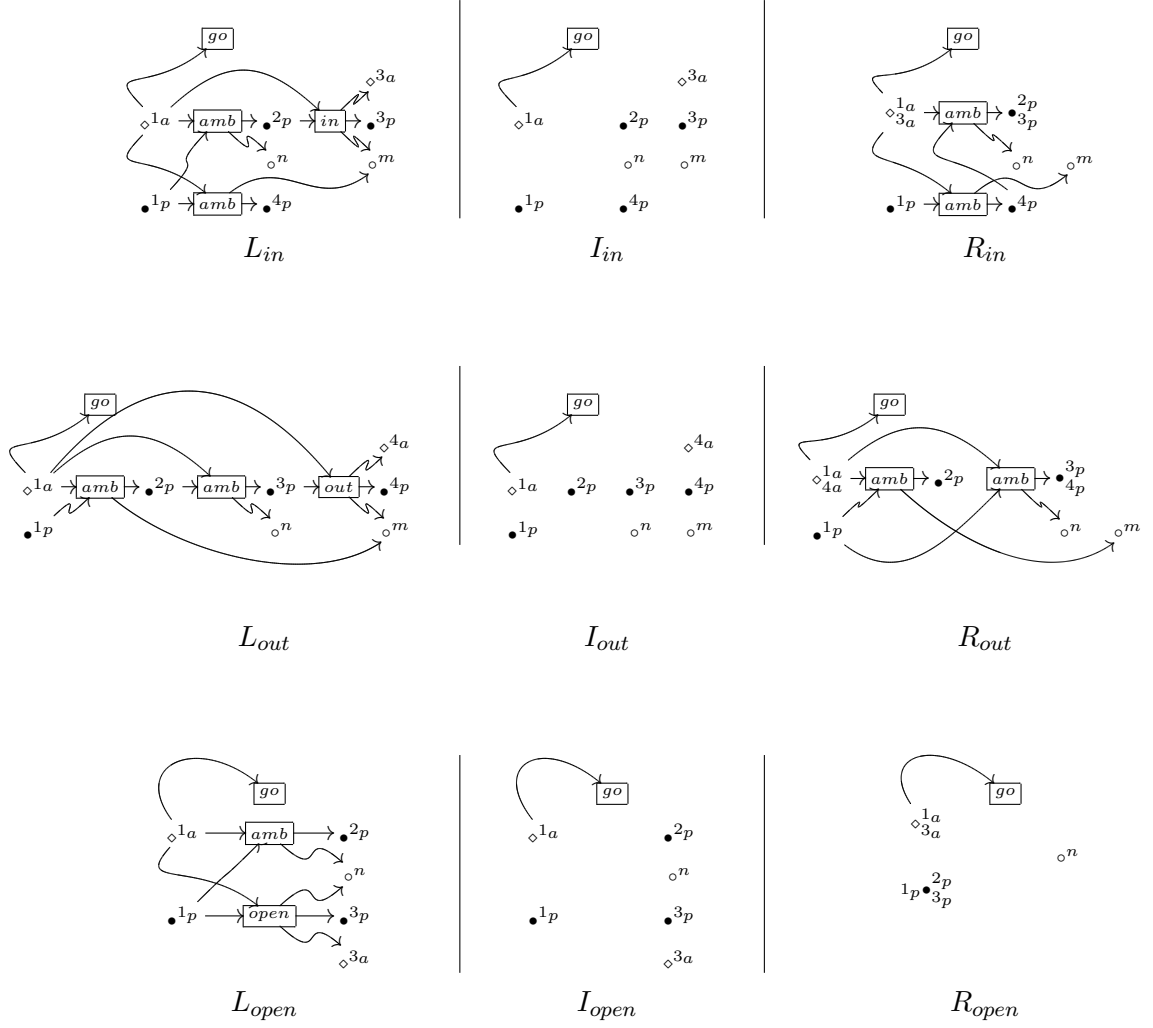 go go go
3a 3a
1a amb 2p in 3p 1a 2p 3p 1a 3a amb 2p 3p
n m n m n m
1p amb 4p 1p 4p 1p amb 4p
L_in I_in R_in
go go go
4a 4a
1a amb 2p amb 3p out 4p 1a 2p 3p 4p 1a 4a amb 2p amb 3p 4p
1p n m 1p n m 1p n m
L_out I_out R_out
go go go
1a amb 2p 1a 2p 1a 3a
n n n
1p open 3p 1p 3p 1p 2p 3p
3a 3a
L_open I_open R_open